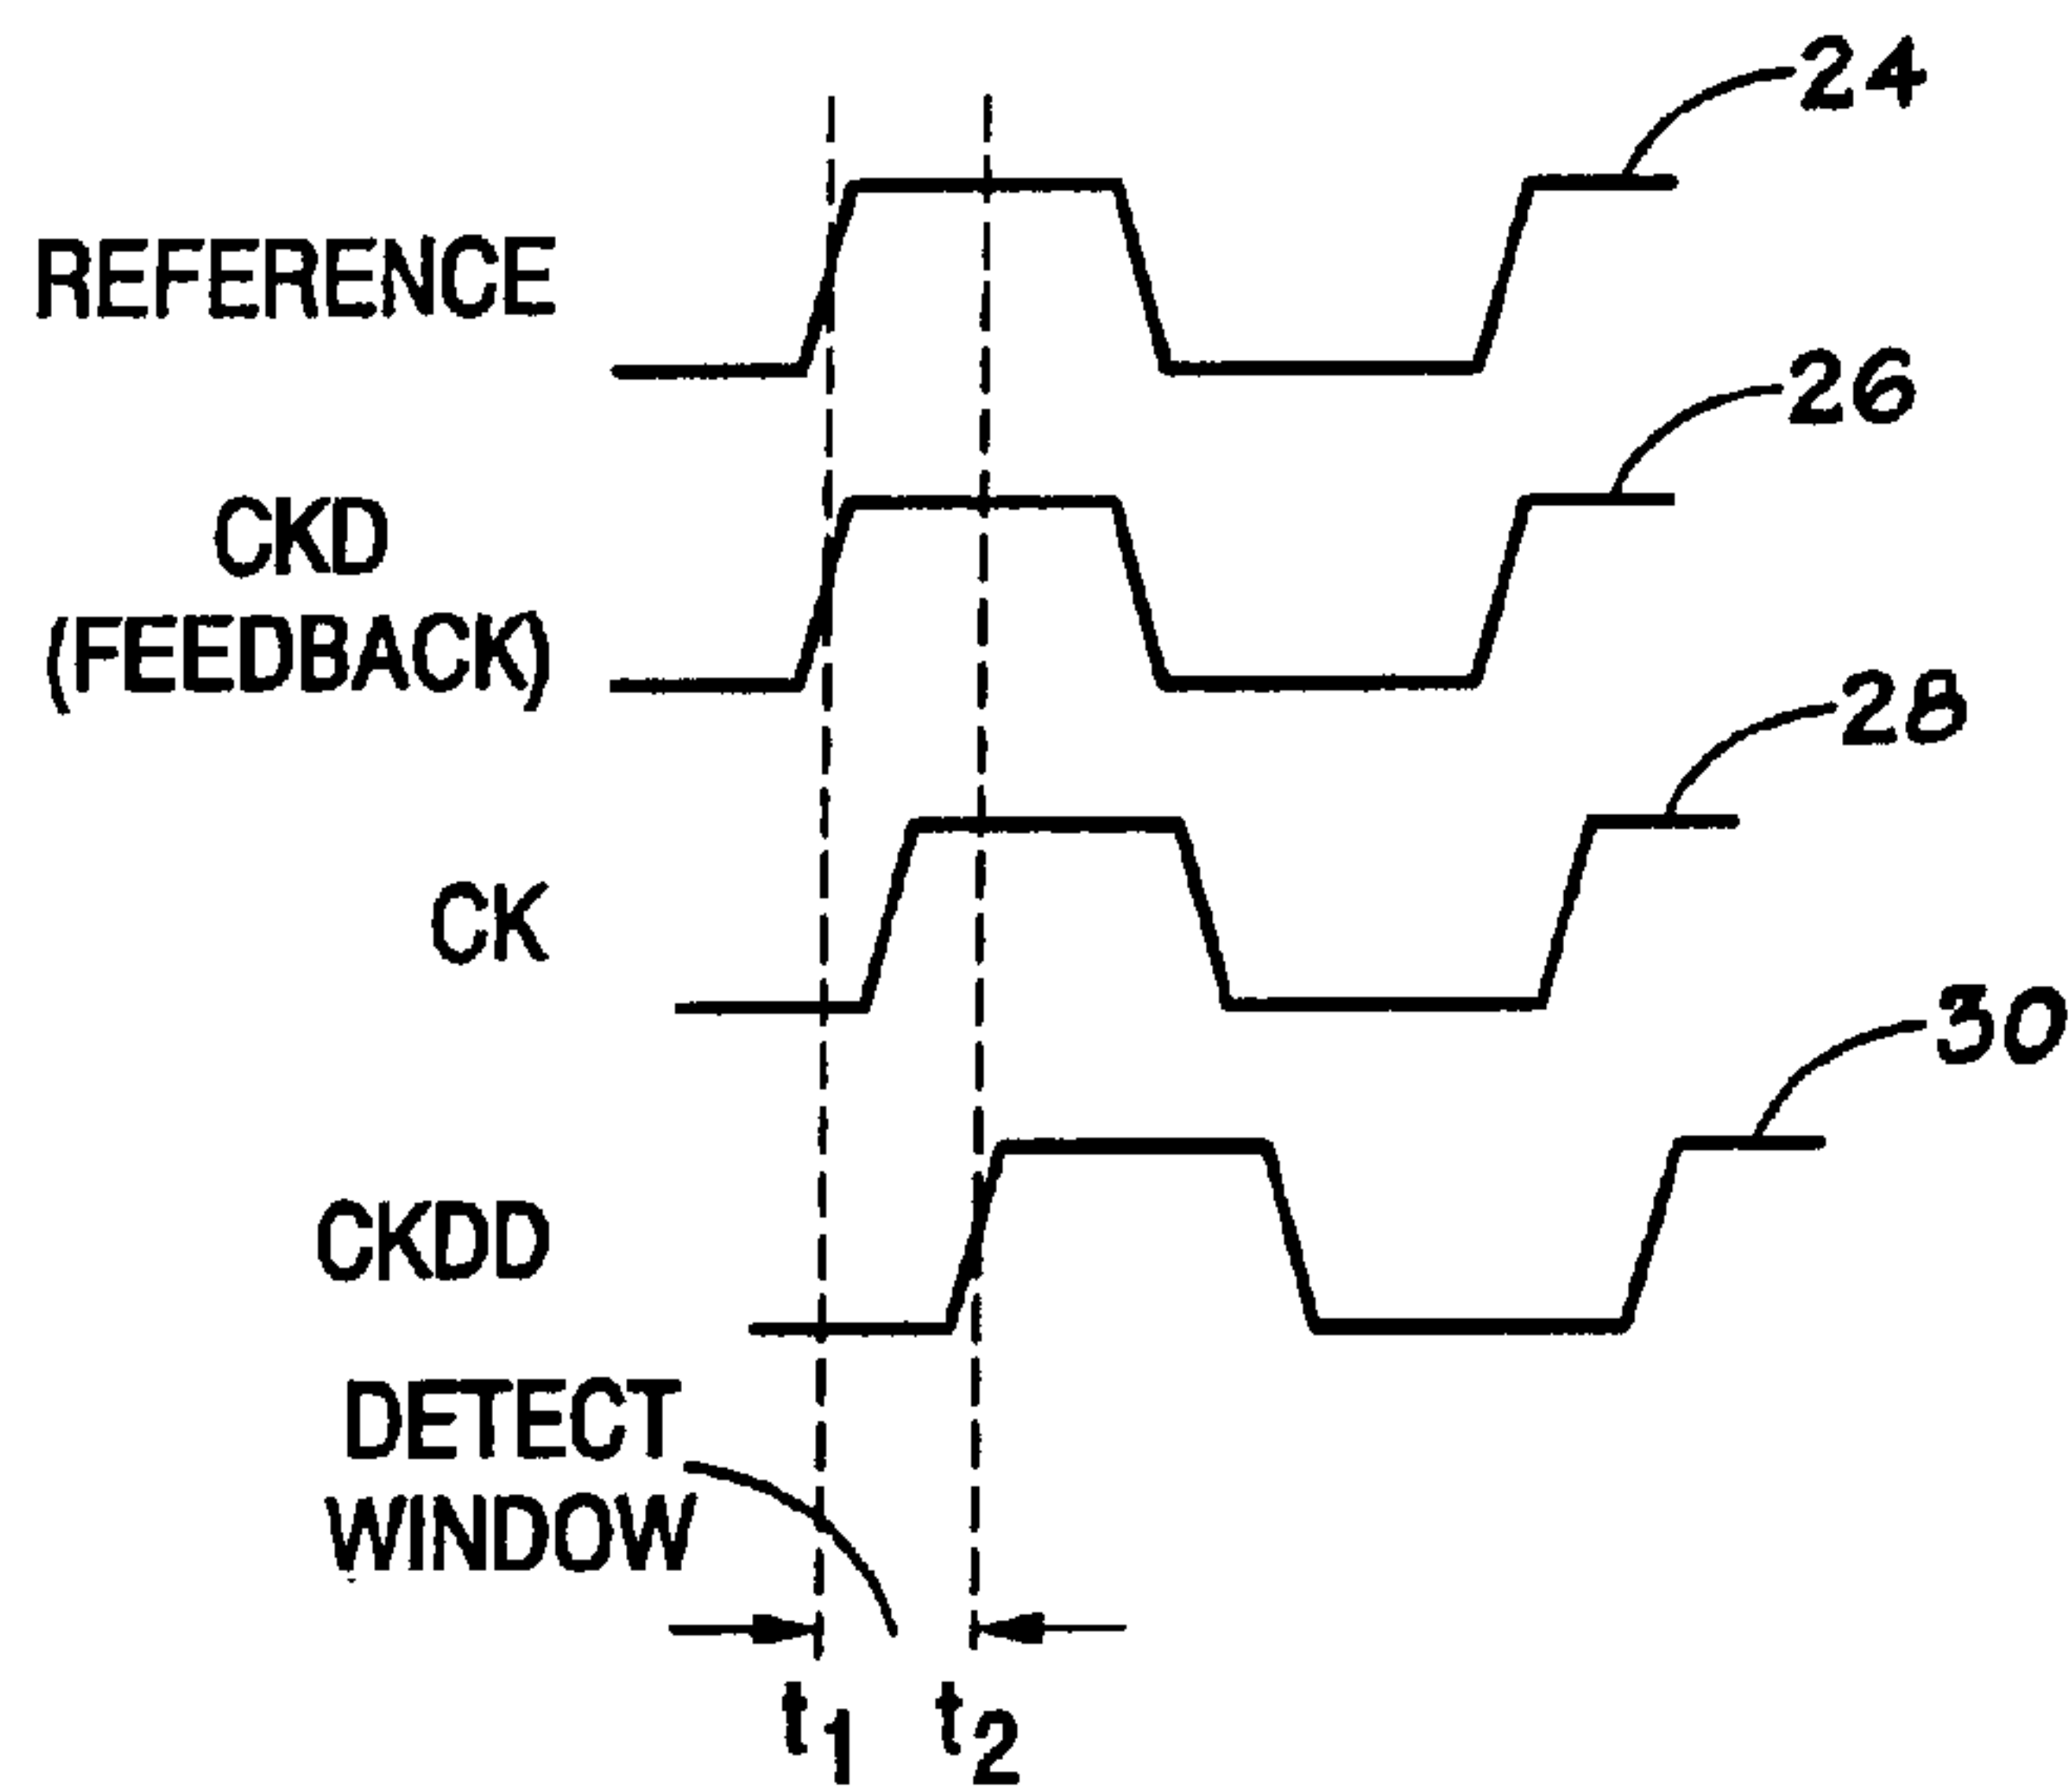 24
REFERENCE
26
CKD
(FEEDBACK)
28
CK
30
CKDD
DETECT
WINDOW
t1 t2